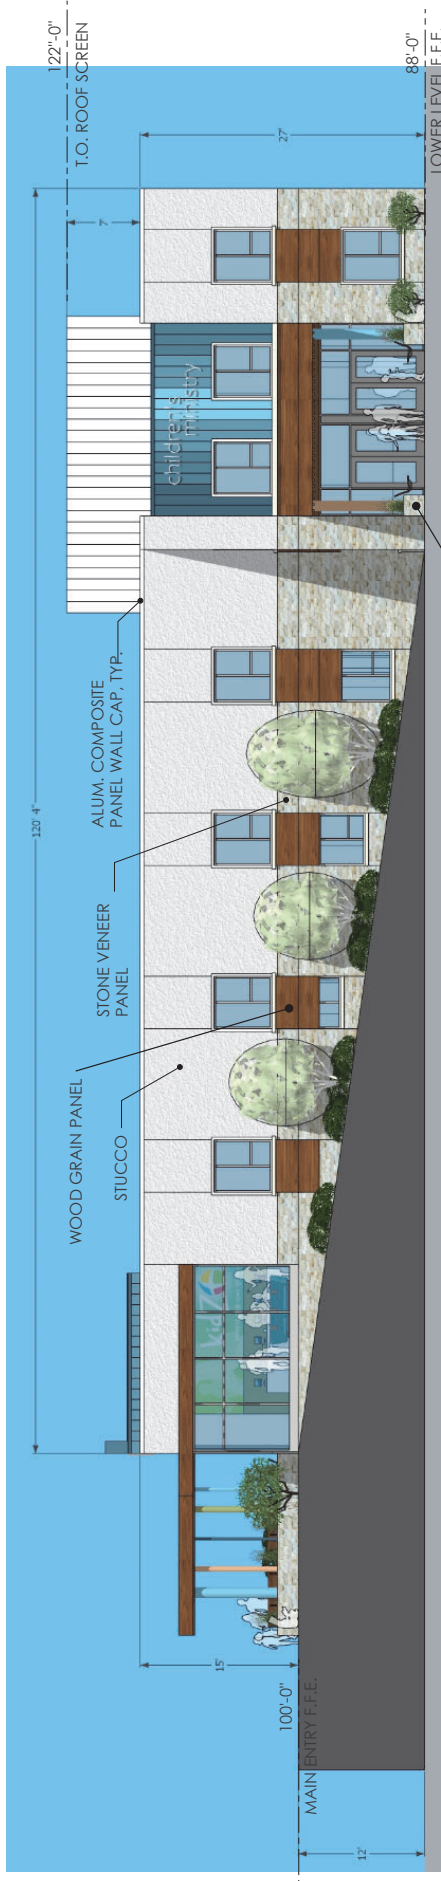 122"-0"
T.O. ROOF SCREEN
120' 4"
7'
27'
ALUM. COMPOSITE
PANEL WALL CAP, TYP.
STONE VENEER
PANEL
WOOD GRAIN PANEL
STUCCO
children's
ministry
kidZ
15'
100'-0"
MAIN ENTRY F.F.E.
12'
88'-0"
LOWER LEVEL F.F.E.